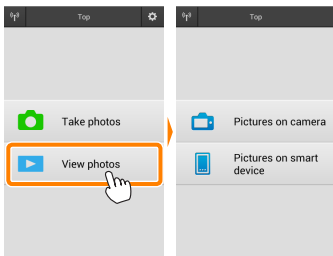 Top
Take photos
View photos
Top
Pictures on camera
Pictures on smart
device